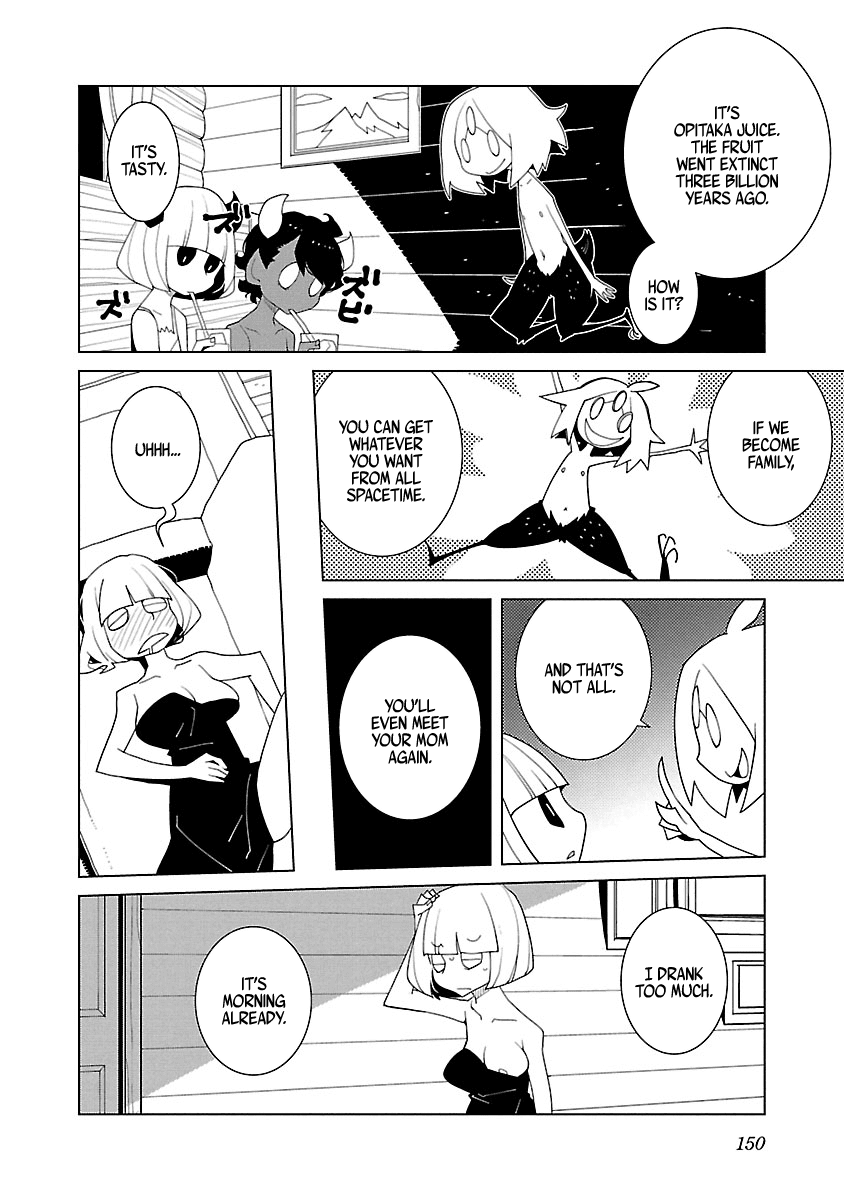 IT'S
OPITAKA JUICE.
THE FRUIT
WENT EXTINCT
THREE BILLION
YEARS AGO.
HOW
IS IT?
ズズ
ビ
ズ
IT'S
TASTY.
IF WE
BECOME
FAMILY,
YOU CAN GET
WHATEVER
YOU WANT
FROM ALL
SPACETIME.
AND THAT'S
NOT ALL.
YOU'LL
EVEN MEET
YOUR MOM
AGAIN.
UHHH...
I DRANK
TOO MUCH.
IT'S
MORNING
ALREADY.
150